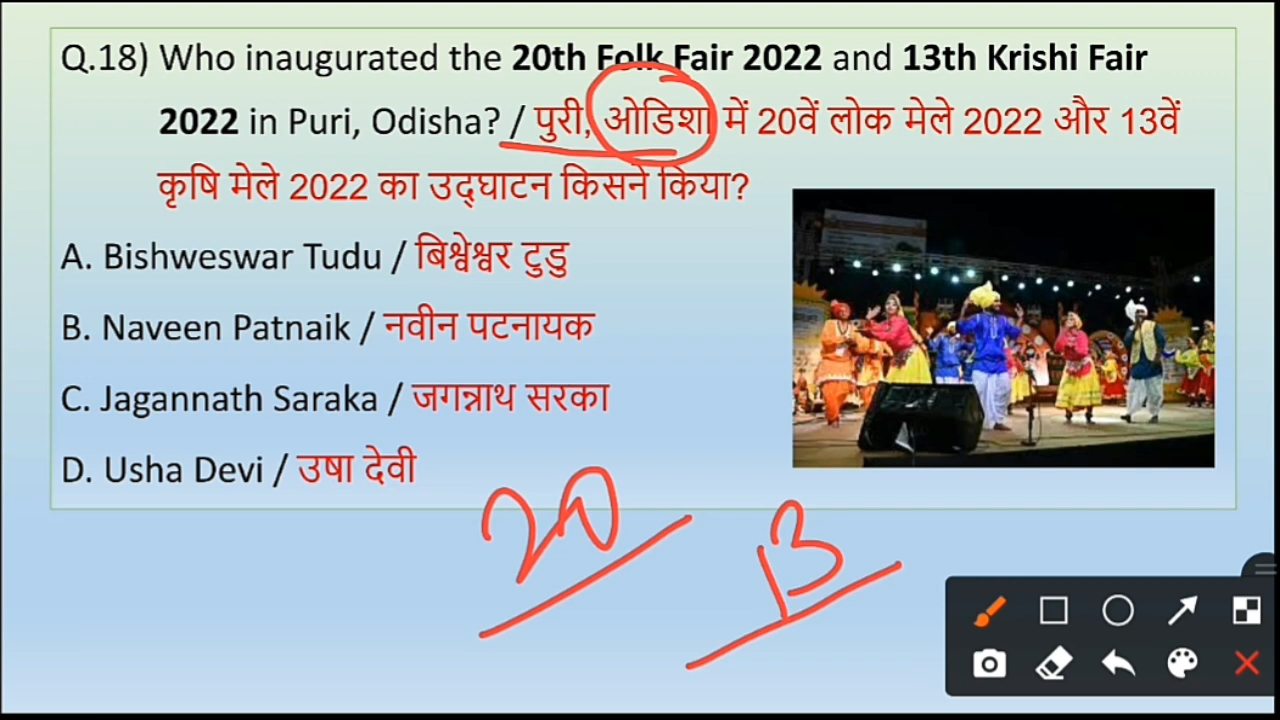 Q.18) Who inaugurated the 20th Folk Fair 2022 and 13th Krishi Fair
2022 in Puri, Odisha? / पुरी, ओडिशा में 20वें लोक मेले 2022 और 13वें
कृषि मेले 2022 का उद्घाटन किसने किया?
A. Bishweswar Tudu / बिश्वेश्वर टुडु
B. Naveen Patnaik / नवीन पटनायक
C. Jagannath Saraka / जगन्नाथ सरका
D. Usha Devi / उषा देवी
20
13